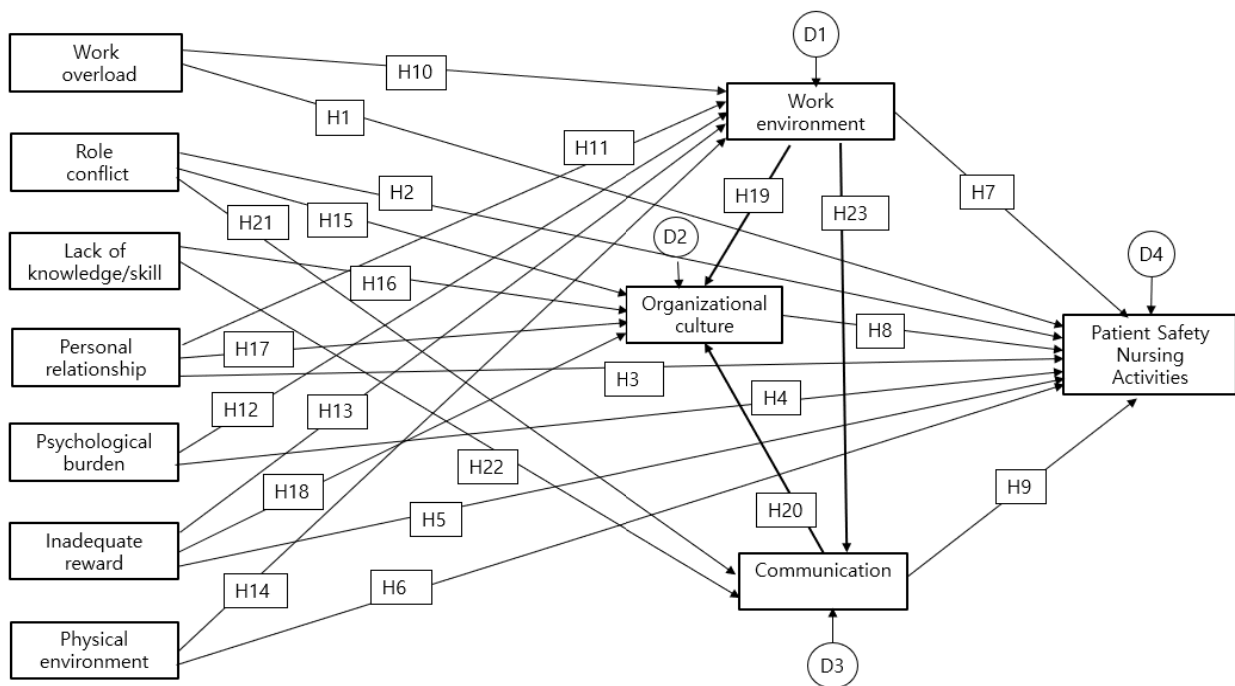 D1
Work
overload
H10
Work
environment
H1
Role
conflict
H11
H2
H19
H7
H21
H15
H23
D2
D4
Lack of
knowledge/skill
H16
Organizational
culture
H8
Patient Safety
Nursing
Activities
Personal
relationship
H17
H3
H12
H13
H4
Psychological
burden
H22
H18
H9
H5
H20
Inadequate
reward
Communication
H14
H6
Physical
environment
D3